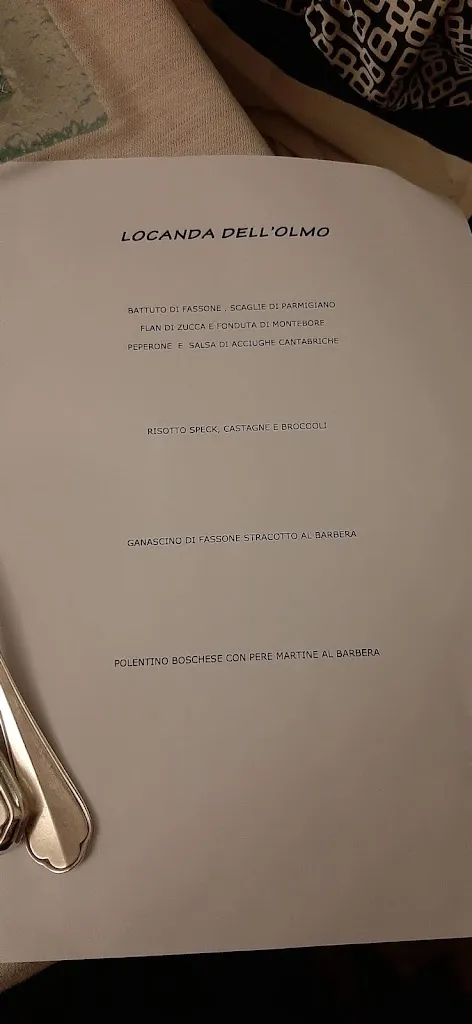 LOCANDA DELL'OLMO
BATTUTO DI FASSONE , SCAGLIE DI PARMIGIANO
FLAN DI ZUCCA E FONDUTA DI MONTEBORE
PEPERONE E SALSA DI ACCIUGHE CANTABRICHE
RISOTTO SPECK, CASTAGNE E BROCCOLI
GANASCINO DI FASSONE STRACOTTO AL BARBERA
POLENTINO BOSCHESE CON PERE MARTINE AL BARBERA